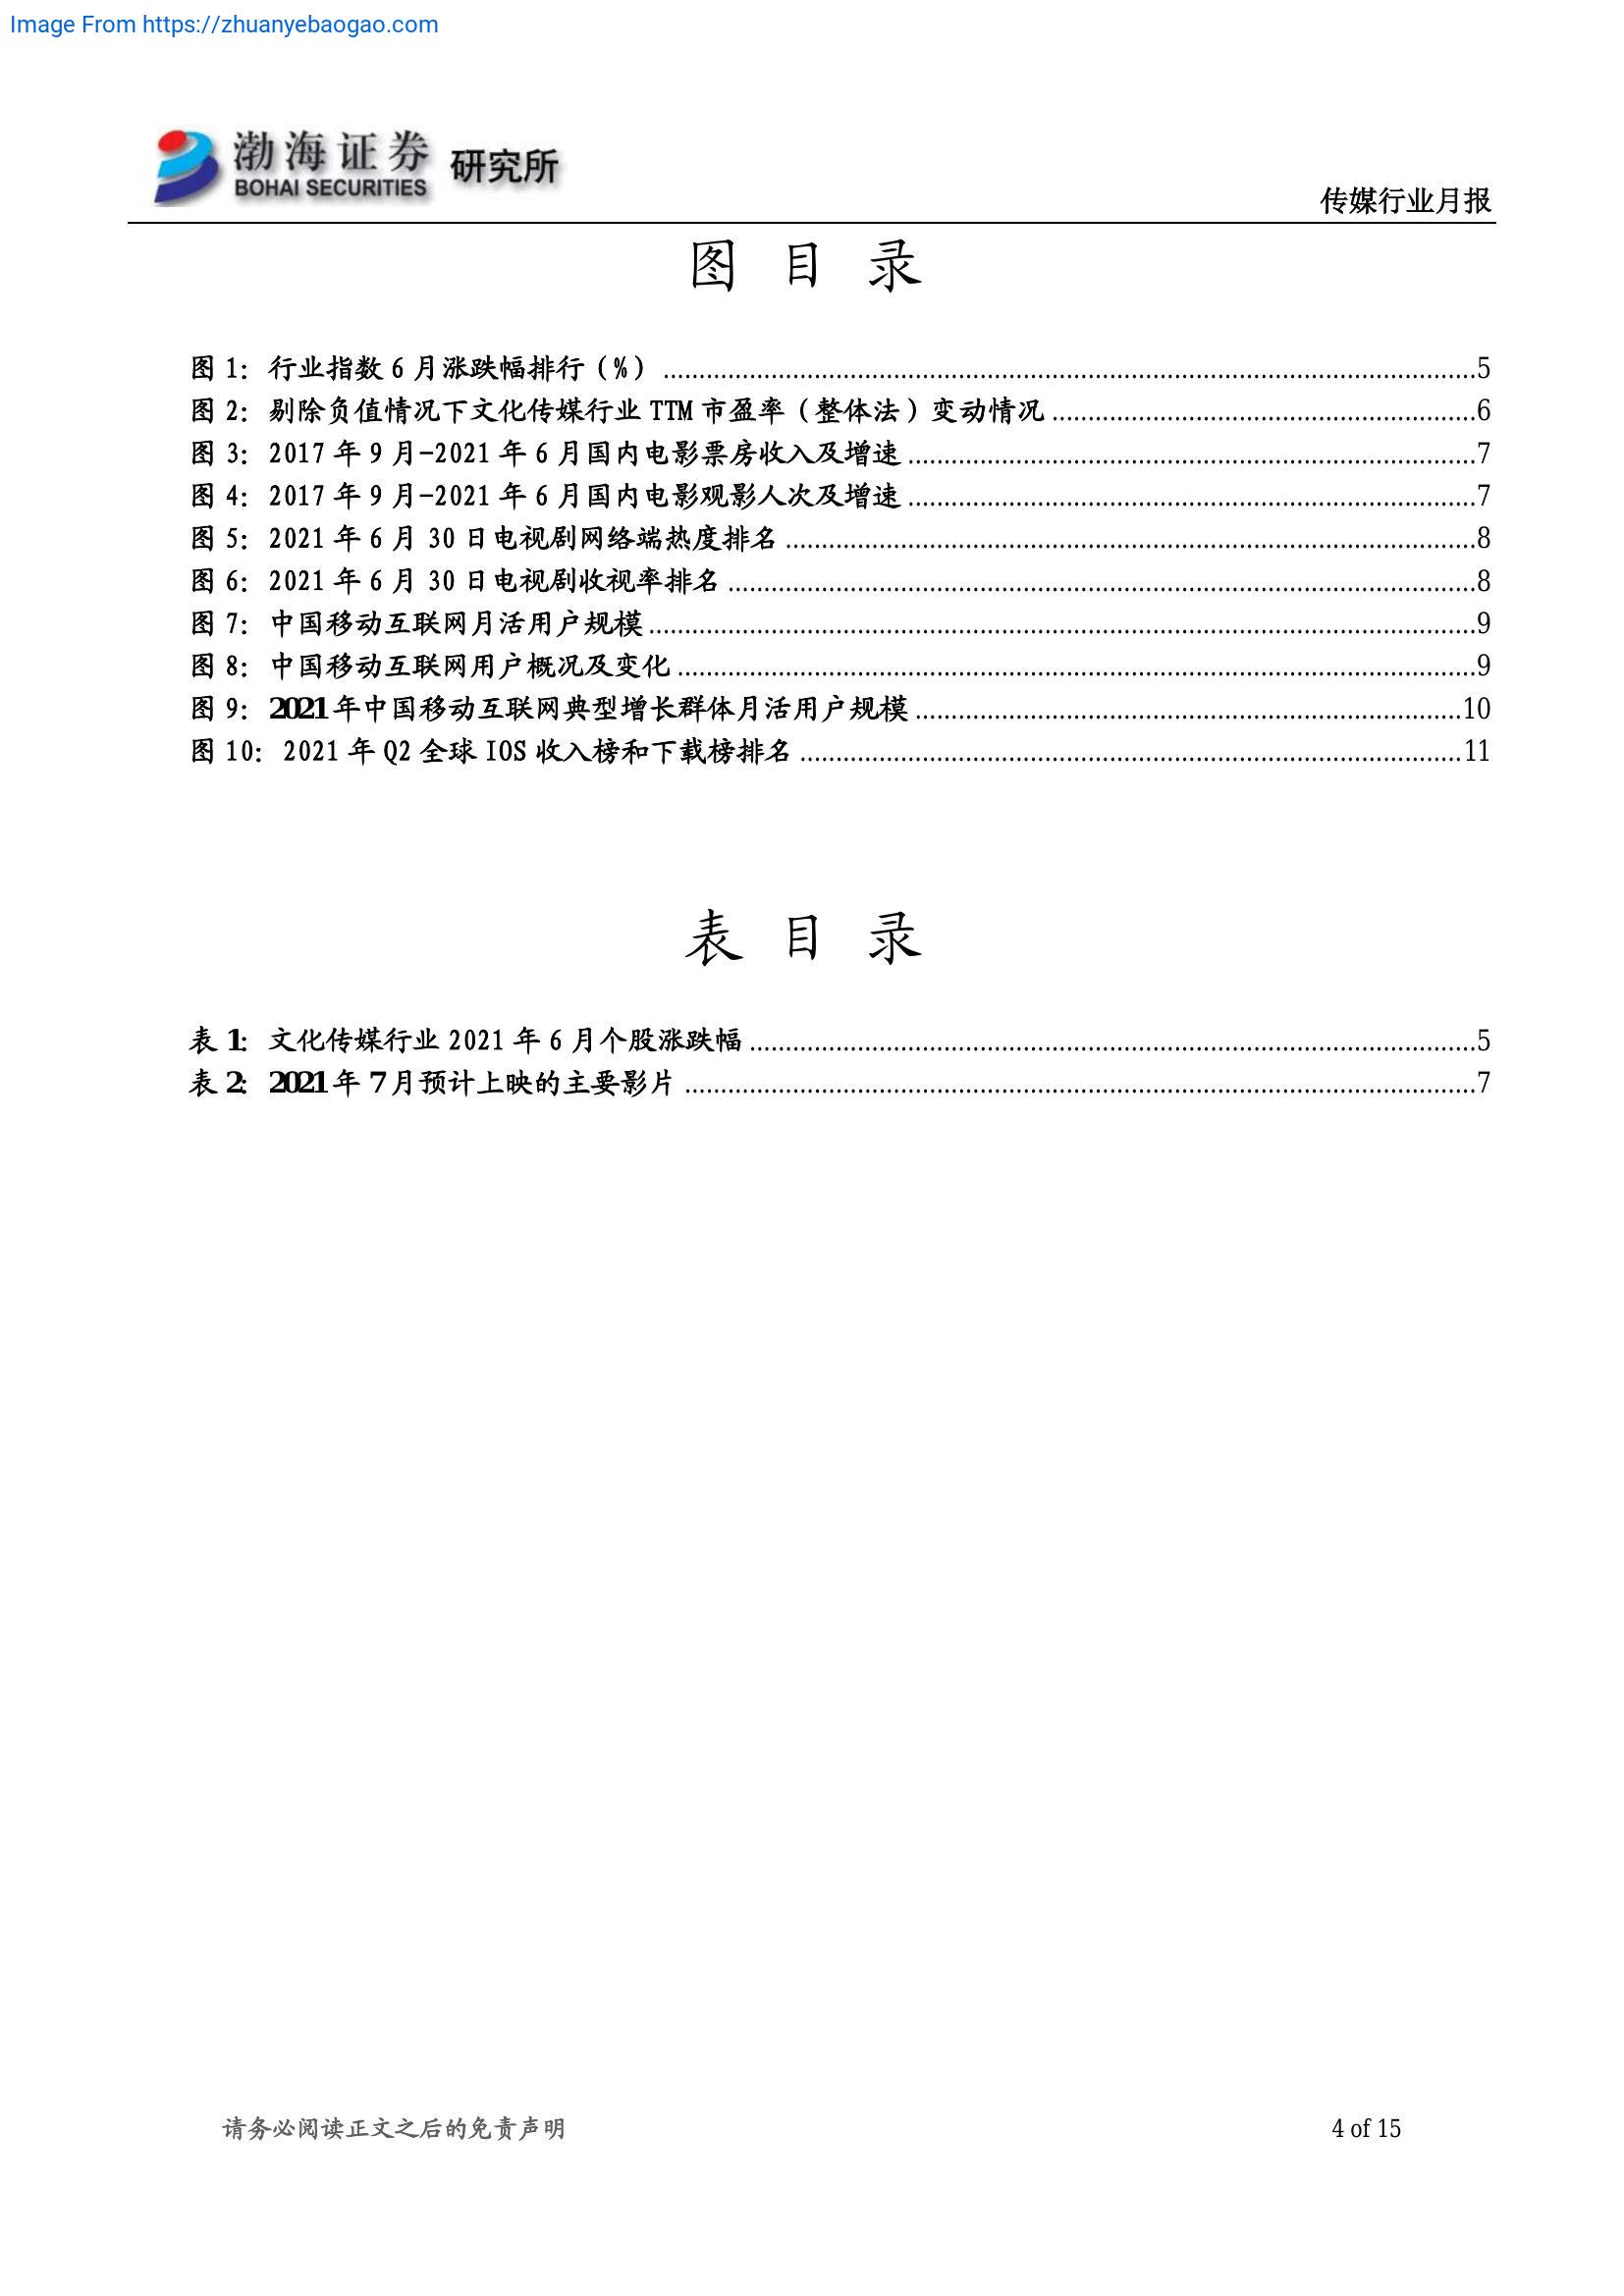 Image From https://zhuanyebaogao.com
渤海证券 研究所
BOHAI SECURITIES
传媒行业月报
图 目 录
图 1: 行业指数 6 月涨跌幅排行（%）5
图 2: 剔除负值情况下文化传媒行业 TTM 市盈率（整体法）变动情况6
图 3: 2017 年 9 月-2021 年 6 月国内电影票房收入及增速7
图 4: 2017 年 9 月-2021 年 6 月国内电影观影人次及增速7
图 5: 2021 年 6 月 30 日电视剧网络端热度排名8
图 6: 2021 年 6 月 30 日电视剧收视率排名8
图 7: 中国移动互联网月活用户规模9
图 8: 中国移动互联网用户概况及变化9
图 9: 2021 年中国移动互联网典型增长群体月活用户规模10
图 10: 2021 年 Q2 全球 IOS 收入榜和下载榜排名11
表 目 录
表 1: 文化传媒行业 2021 年 6 月个股涨跌幅5
表 2: 2021 年 7 月预计上映的主要影片7
请务必阅读正文之后的免责声明
4 of 15